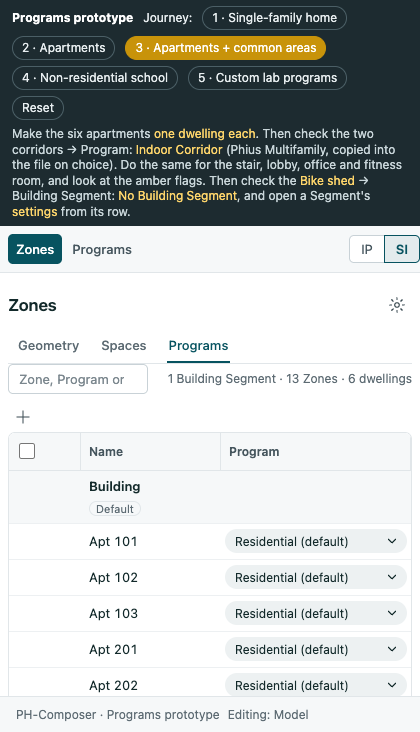 Programs prototype Journey: 1 · Single-family home
2 · Apartments 3 · Apartments + common areas
4 · Non-residential school 5 · Custom lab programs
Reset
Make the six apartments one dwelling each. Then check the two
corridors → Program: Indoor Corridor (Phius Multifamily, copied into
the file on choice). Do the same for the stair, lobby, office and fitness
room, and look at the amber flags. Then check the Bike shed →
Building Segment: No Building Segment, and open a Segment's
settings from its row.
Zones Programs IP SI
Zones
Geometry Spaces Programs
Zone, Program or 1 Building Segment · 13 Zones · 6 dwellings
Name Program
Building
Default
Apt 101 Residential (default)
Apt 102 Residential (default)
Apt 103 Residential (default)
Apt 201 Residential (default)
Apt 202 Residential (default)
PH-Composer · Programs prototype Editing: Model